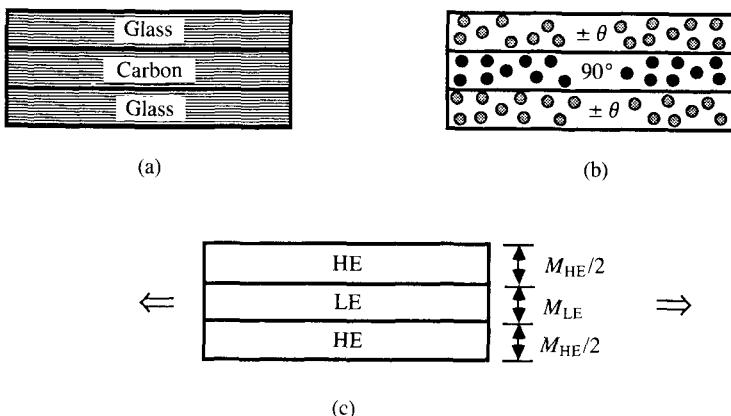 Glass
Carbon
Glass
(a)
± θ
90°
± θ
(b)
HE
LE
HE
M_HE/2
M_LE
M_HE/2
(c)